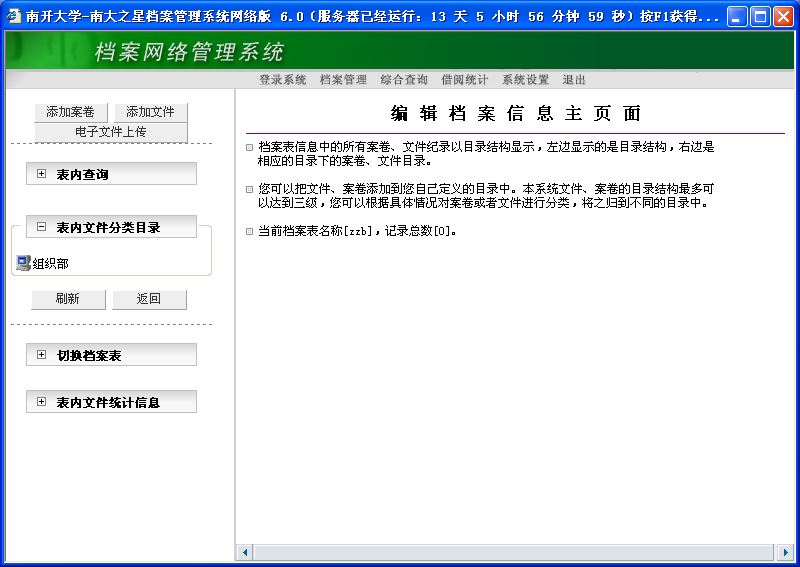 南开大学-南大之星档案管理系统网络版 6.0(服务器已经运行：13 天 5 小时 56 分钟 59 秒）按F1获得...
档案网络管理系统
登录系统 档案管理 综合查询 借阅统计 系统设置 退出
添加案卷 添加文件
电子文件上传
表内查询
表内文件分类目录
组织部
刷新 返回
切换档案表
表内文件统计信息
编辑档案信息主页面
档案表信息中的所有案卷、文件纪录以目录结构显示，左边显示的是目录结构，右边是
相应的目录下的案卷、文件目录。
您可以把文件、案卷添加到您自己定义的目录中。本系统文件、案卷的目录结构最多可
以达到三级，您可以根据具体情况对案卷或者文件进行分类，将之归到不同的目录中。
当前档案表名称[zzb]，记录总数[0]。